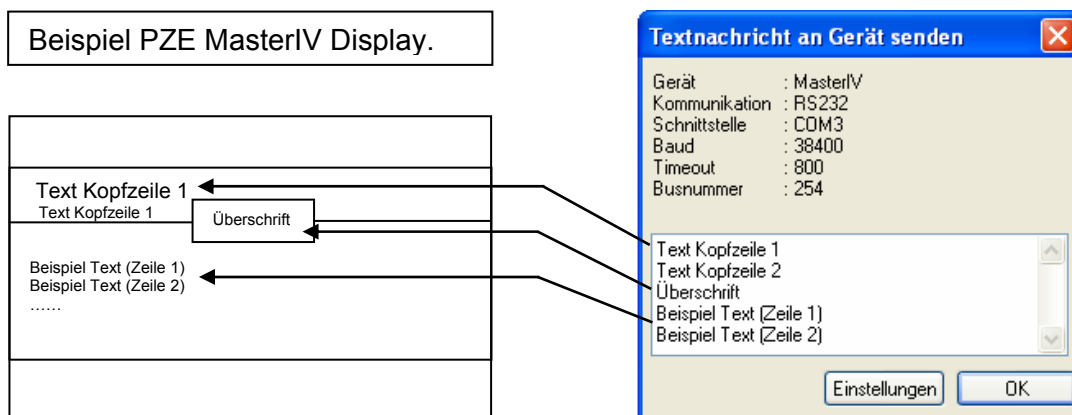 Beispiel PZE MasterIV Display.
Text Kopfzeile 1
Text Kopfzeile 1
Überschrift
Beispiel Text (Zeile 1)
Beispiel Text (Zeile 2)
......
Textnachricht an Gerät senden
Gerät : MasterIV
Kommunikation : RS232
Schnittstelle : COM3
Baud : 38400
Timeout : 800
Busnummer : 254
Text Kopfzeile 1
Text Kopfzeile 2
Überschrift
Beispiel Text (Zeile 1)
Beispiel Text (Zeile 2)
Einstellungen OK